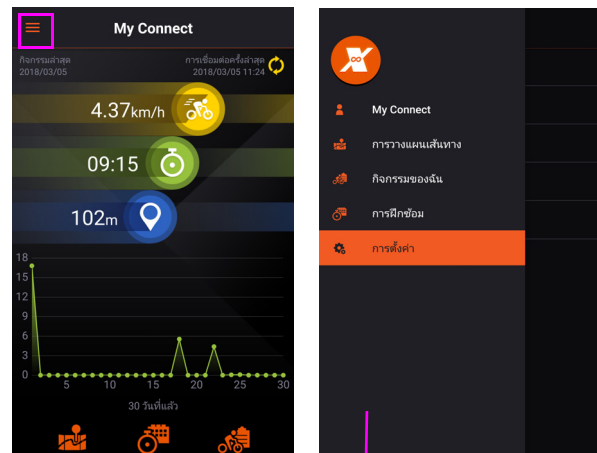 My Connect
กิจกรรมล่าสุด
2018/03/05
การเชื่อมต่อครั้งล่าสุด
2018/03/05 11:24
4.37km/h
09:15
102m
18
15
12
9
6
3
0
5 10 15 20 25 30
30 วันที่แล้ว
My Connect
การวางแผนเส้นทาง
กิจกรรมของฉัน
การฝึกซ้อม
การตั้งค่า